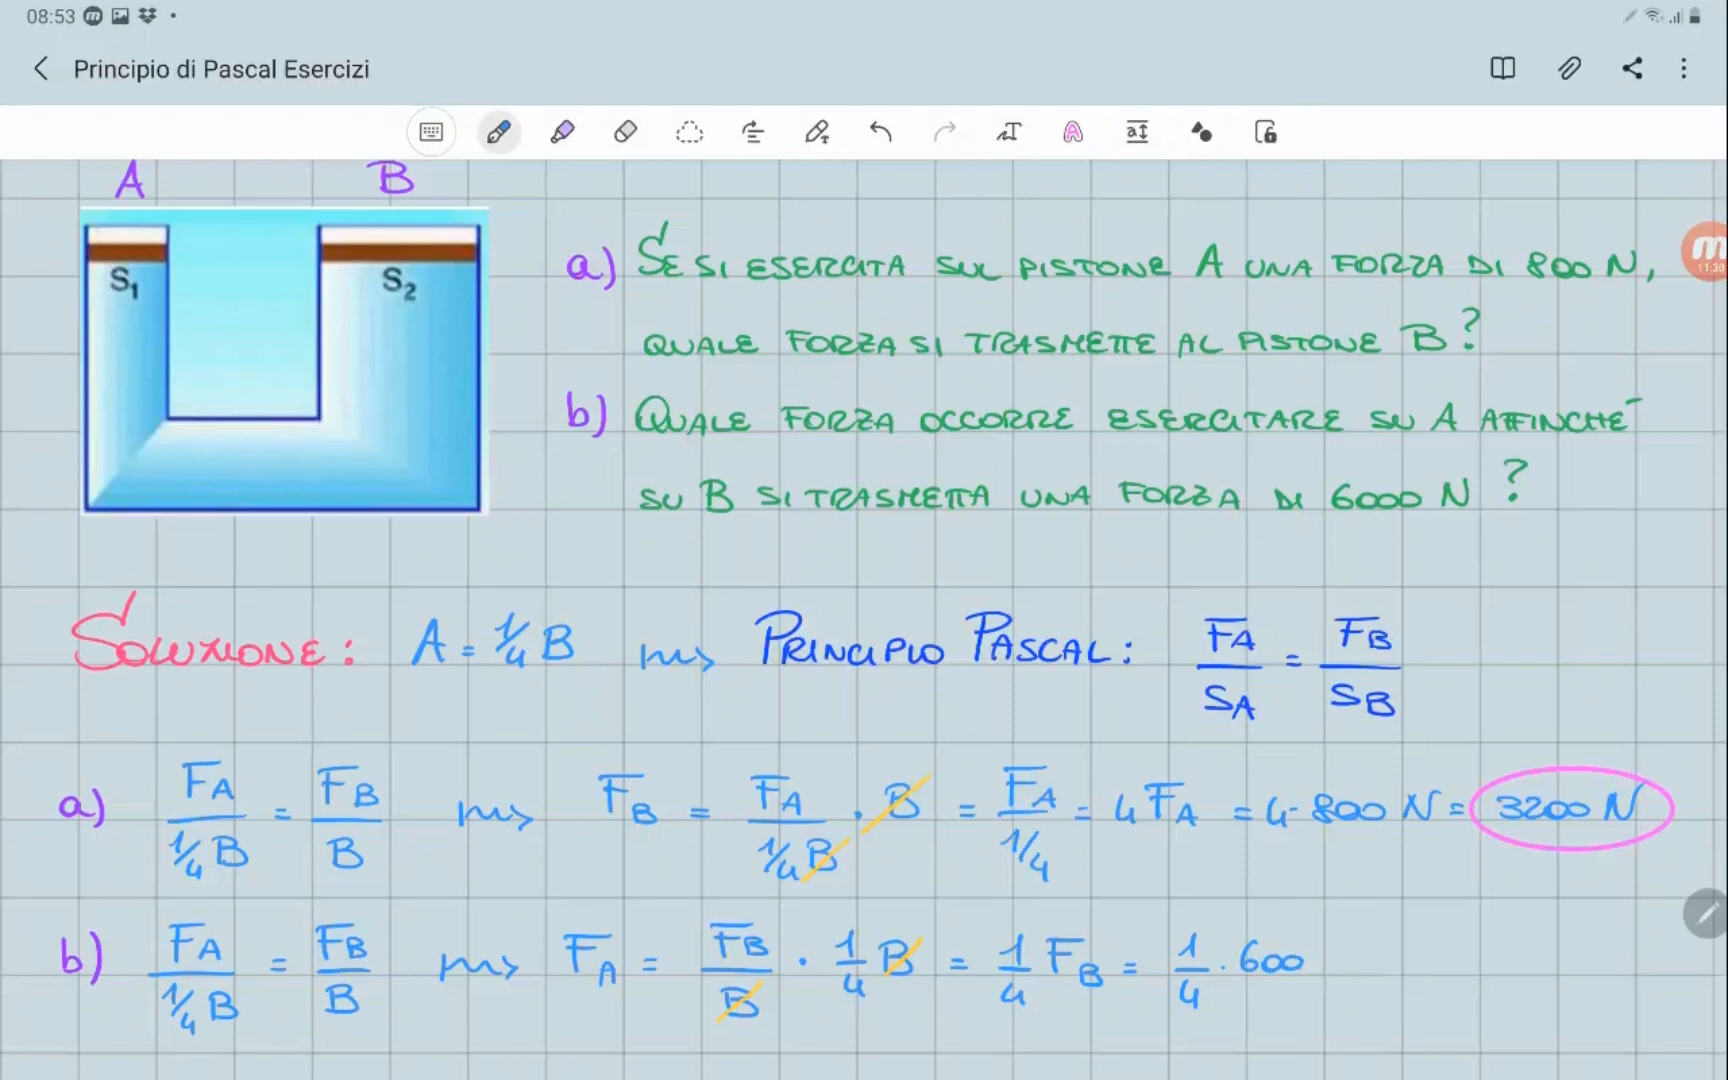 08:53
Principio di Pascal Esercizi
A B
S₁ S₂
11:30
a) SE SI ESERCITA SUL PISTONE A UNA FORZA DI 800 N,
QUALE FORZA SI TRASMETTE AL PISTONE B?
b) QUALE FORZA OCCORRE ESERCITARE SU A AFFINCHÉ
SU B SI TRASMETTA UNA FORZA DI 6000 N?
SOLUZIONE: A = 1/4 B ⇝ PRINCIPIO PASCAL: FA/SA = FB/SB
a) FA/(1/4 B) = FB/B ⇝ FB = FA/(1/4 B) · B = FA/(1/4) = 4FA = 4·800 N = 3200 N
b) FA/(1/4 B) = FB/B ⇝ FA = FB/B · 1/4 B = 1/4 FB = 1/4 · 600